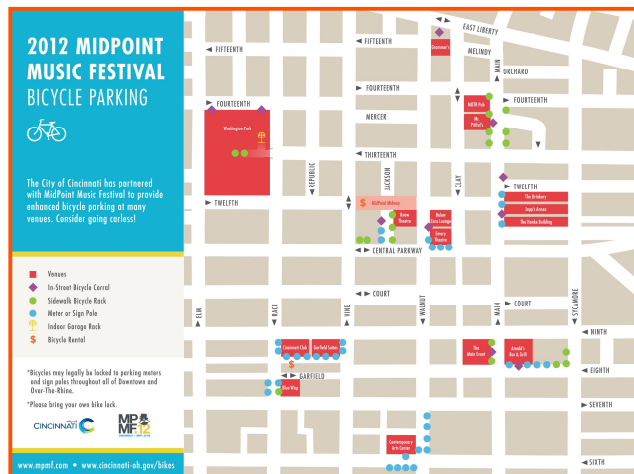 2012 MIDPOINT
MUSIC FESTIVAL
BICYCLE PARKING
The City of Cincinnati has partnered
with MidPoint Music Festival to provide
enhanced bicycle parking at many
venues. Consider going carless!
Venues
In-Street Bicycle Corral
Sidewalk Bicycle Rack
Meter or Sign Pole
Indoor Garage Rack
$ Bicycle Rental
*Bicycles may legally be locked to parking meters
and sign poles throughout all of Downtown and
Over-The-Rhine.
*Please bring your own bike lock.
CINCINNATI
MP
MF:12
www.mpmf.com • www.cincinnati-oh.gov/bikes
EAST LIBERTY
FIFTEENTH
FIFTEENTH
Grammer's
MELINDY
MAIN
ORCHARD
FOURTEENTH
FOURTEENTH
FOURTEENTH
MOTR Pub
Mr.
Pitiful's
MERCER
Washington Park
THIRTEENTH
REPUBLIC
JACKSON
CLAY
TWELFTH
TWELFTH
$ MidPoint Midway
Know
Theatre
Below
Zero Lounge
Emery
Theatre
The Drinkery
Japp's Annex
The Hanke Building
CENTRAL PARKWAY
COURT
COURT
ELM
RACE
VINE
WALNUT
MAIN
SYCAMORE
NINTH
Cincinnati Club
Garfield Suites
The
Main Event
Arnold's
Bar & Grill
$
GARFIELD
EIGHTH
Blue Wisp
SEVENTH
Contemporary
Arts Center
SIXTH